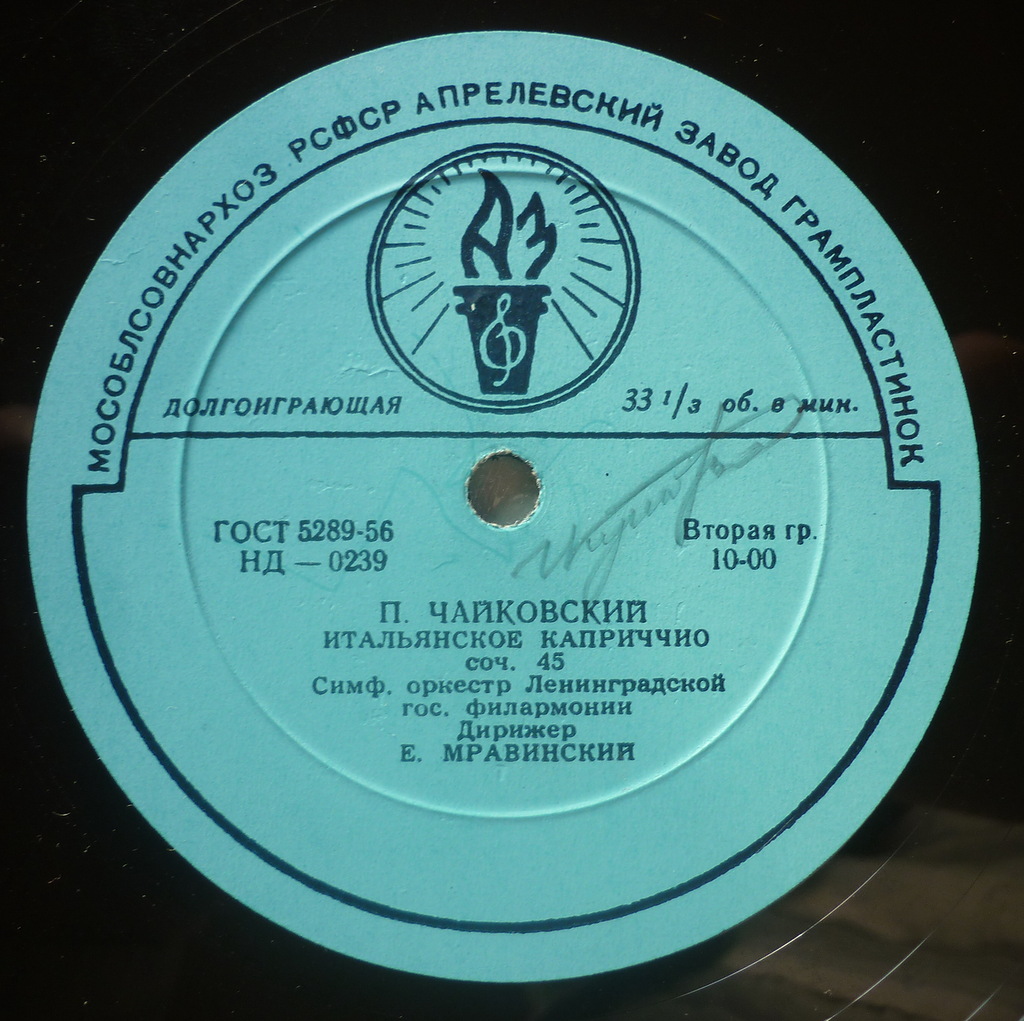 МОСОБЛСОВНАРХОЗ РСФСР АПРЕЛЕВСКИЙ ЗАВОД ГРАМПЛАСТИНОК
АЗ
ДОЛГОИГРАЮЩАЯ 33 1/3 об. в мин.
ГОСТ 5289-56 Вторая гр.
НД — 0239 10-00
П. ЧАЙКОВСКИЙ
ИТАЛЬЯНСКОЕ КАПРИЧЧИО
соч. 45
Симф. оркестр Ленинградской
гос. филармонии
Дирижер
Е. МРАВИНСКИЙ